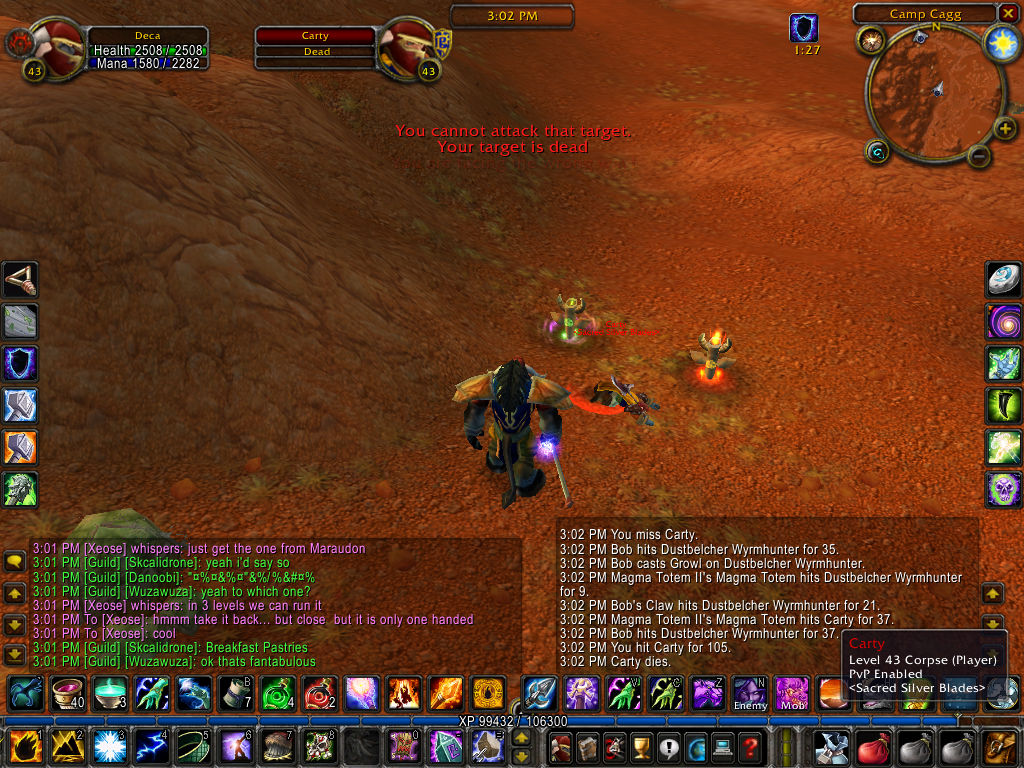 3:02 PM
Camp Cagg
N
Deca
Health 2508 / 2508
Mana 1580 / 2282
43
Carty
Dead
43
1:27
You cannot attack that target.
Your target is dead
3:01 PM [Xeose] whispers: just get the one from Maraudon
3:01 PM [Guild] [Skcalidrone]: yeah i'd say so
3:01 PM [Guild] [Danoobi]: "¤%¤&%¤"&%/%&#¤%
3:01 PM [Guild] [Wuzawuza]: yeah to which one?
3:01 PM [Xeose] whispers: in 3 levels we can run it
3:01 PM To [Xeose]: hmmm take it back... but close but it is only one handed
3:01 PM To [Xeose]: cool
3:01 PM [Guild] [Skcalidrone]: Breakfast Pastries
3:01 PM [Guild] [Wuzawuza]: ok thats fantabulous
3:02 PM You miss Carty.
3:02 PM Bob hits Dustbelcher Wyrmhunter for 35.
3:02 PM Bob casts Growl on Dustbelcher Wyrmhunter.
3:02 PM Magma Totem II's Magma Totem hits Dustbelcher Wyrmhunter
for 9.
3:02 PM Bob's Claw hits Dustbelcher Wyrmhunter for 21.
3:02 PM Magma Totem II's Magma Totem hits Carty for 37.
3:02 PM Bob hits Dustbelcher Wyrmhunter for 37.
3:02 PM You hit Carty for 105.
3:02 PM Carty dies.
Carty
Level 43 Corpse (Player)
PvP Enabled
<Sacred Silver Blades>
40 3 B 7 4 2 W C Z N
Enemy Mob
XP 99432 / 106300
1 2 3 4 5 6 7 8 9 0